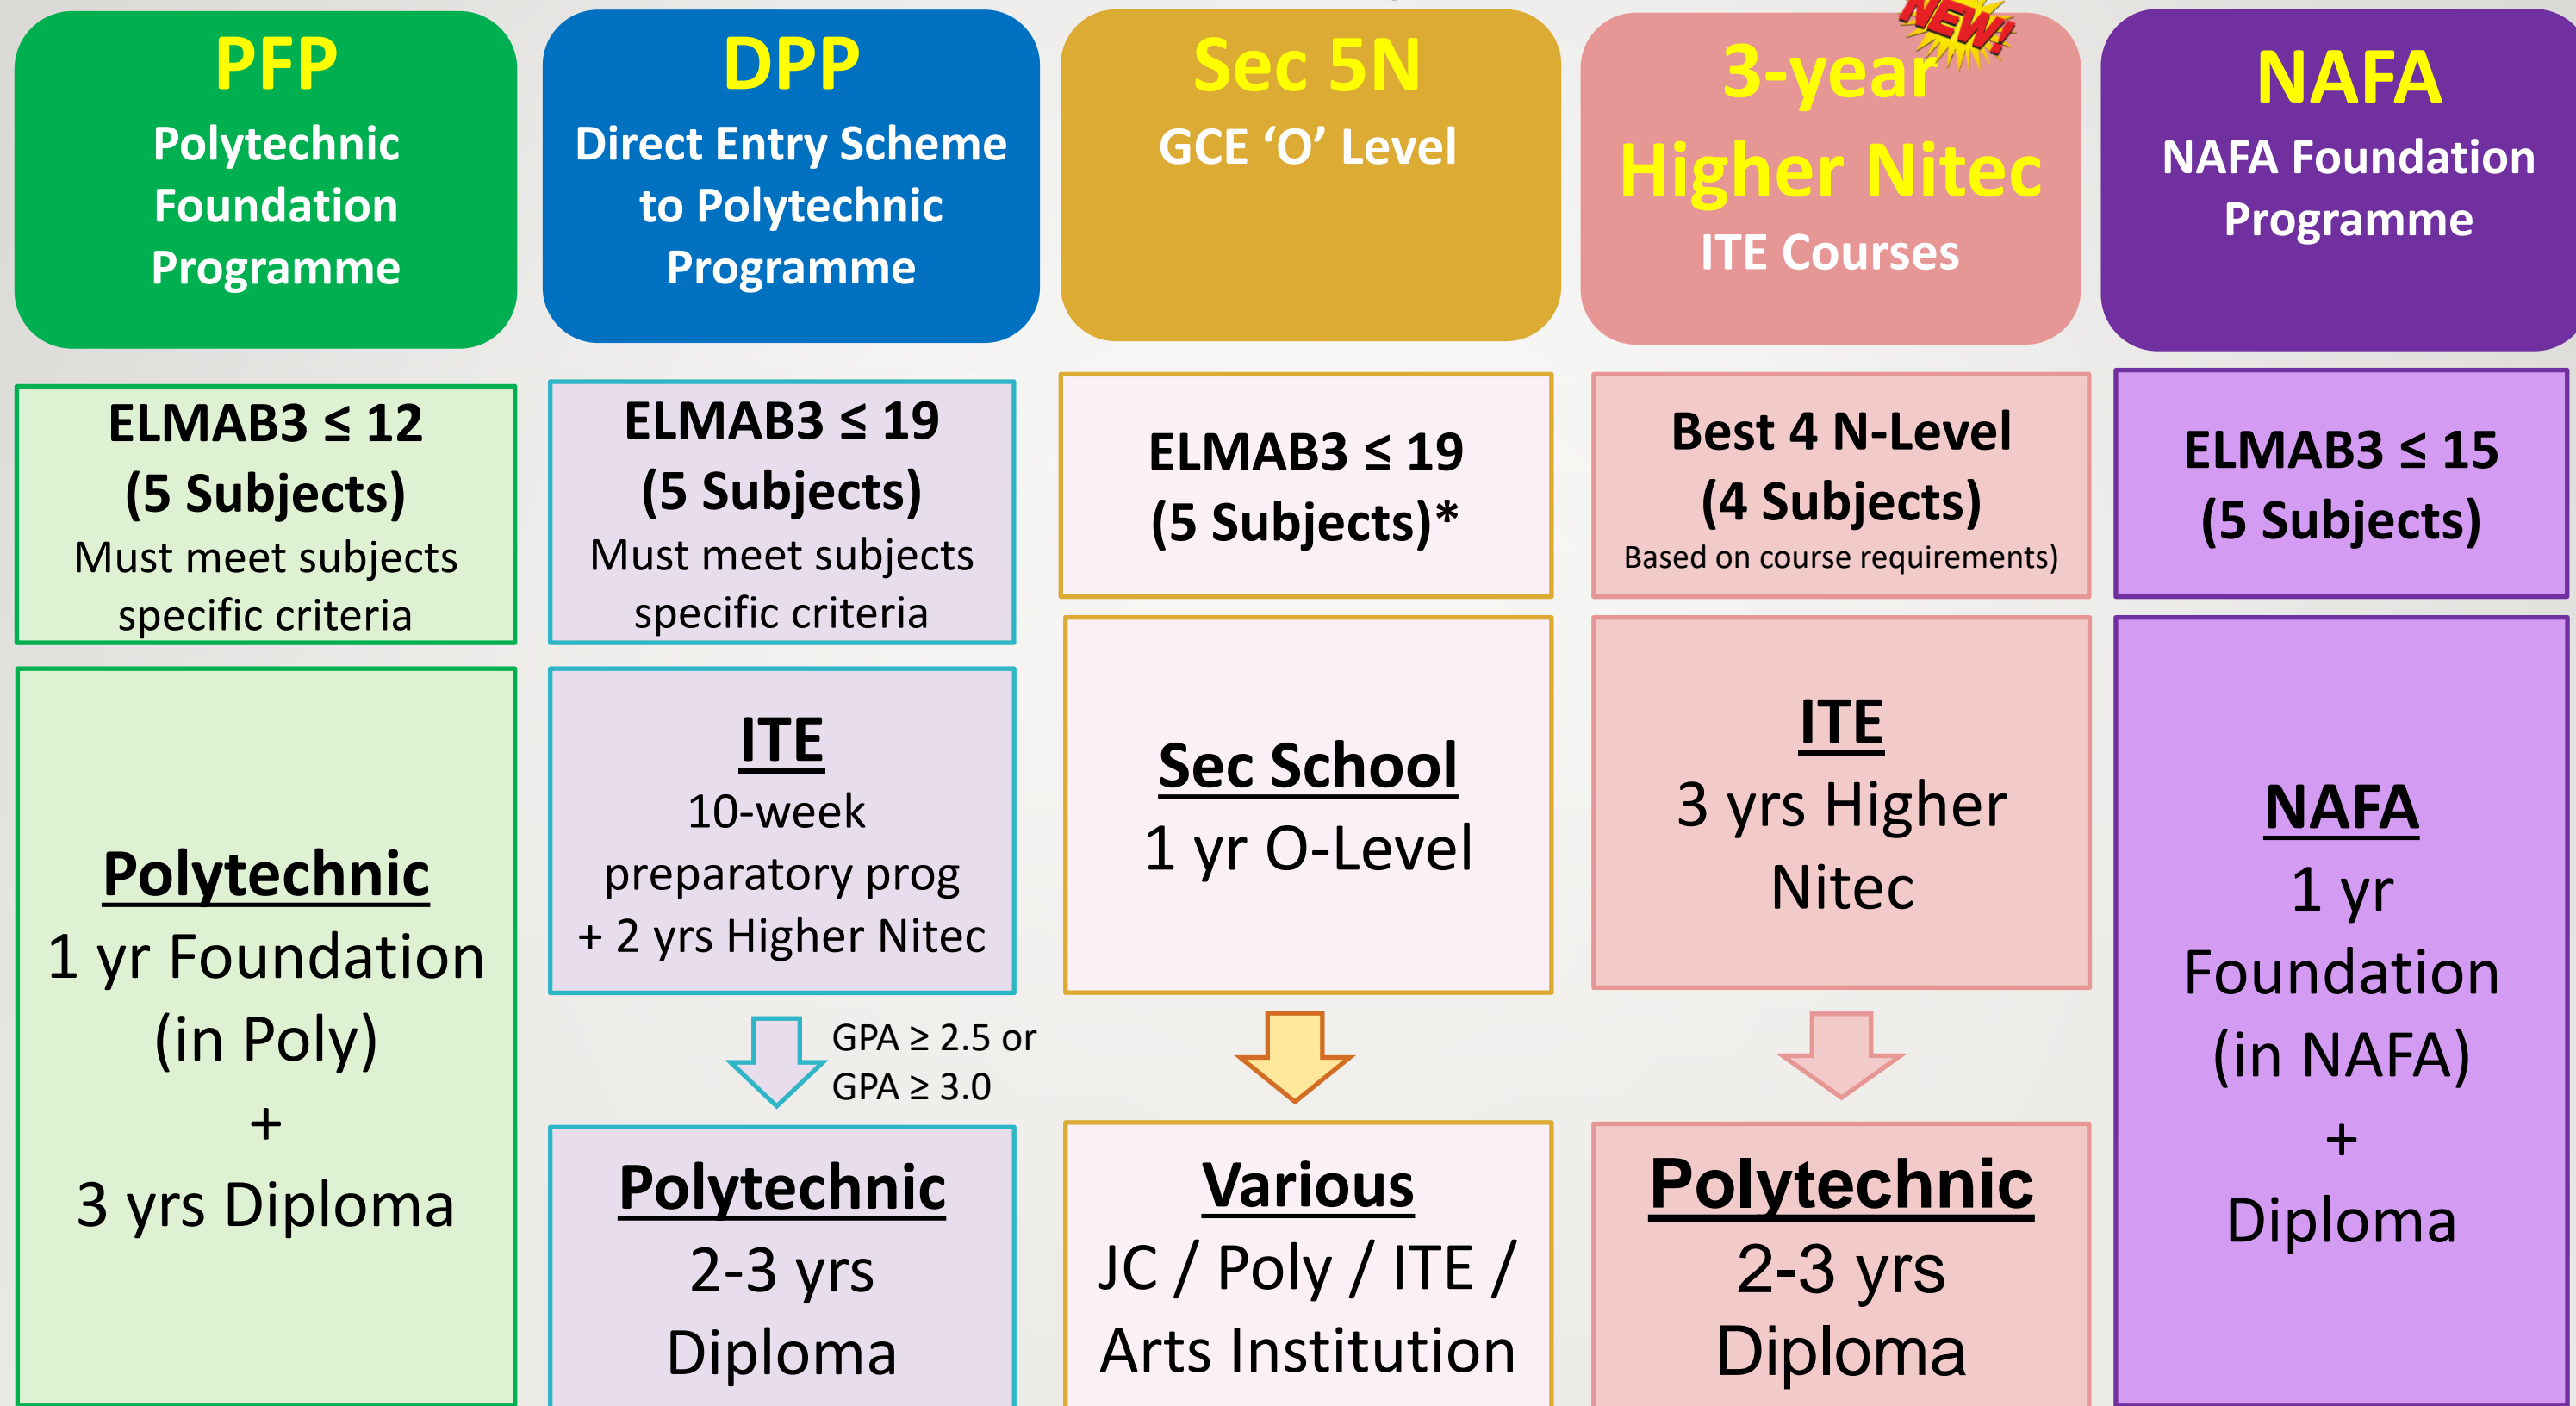 PFP
Polytechnic
Foundation
Programme
ELMAB3 ≤ 12
(5 Subjects)
Must meet subjects
specific criteria
Polytechnic
1 yr Foundation
(in Poly)
+
3 yrs Diploma
DPP
Direct Entry Scheme
to Polytechnic
Programme
ELMAB3 ≤ 19
(5 Subjects)
Must meet subjects
specific criteria
ITE
10-week
preparatory prog
+ 2 yrs Higher Nitec
GPA ≥ 2.5 or
GPA ≥ 3.0
Polytechnic
2-3 yrs
Diploma
Sec 5N
GCE ‘O’ Level
ELMAB3 ≤ 19
(5 Subjects)*
Sec School
1 yr O-Level
Various
JC / Poly / ITE /
Arts Institution
NEW!
3-year
Higher Nitec
ITE Courses
Best 4 N-Level
(4 Subjects)
Based on course requirements)
ITE
3 yrs Higher
Nitec
Polytechnic
2-3 yrs
Diploma
NAFA
NAFA Foundation
Programme
ELMAB3 ≤ 15
(5 Subjects)
NAFA
1 yr
Foundation
(in NAFA)
+
Diploma